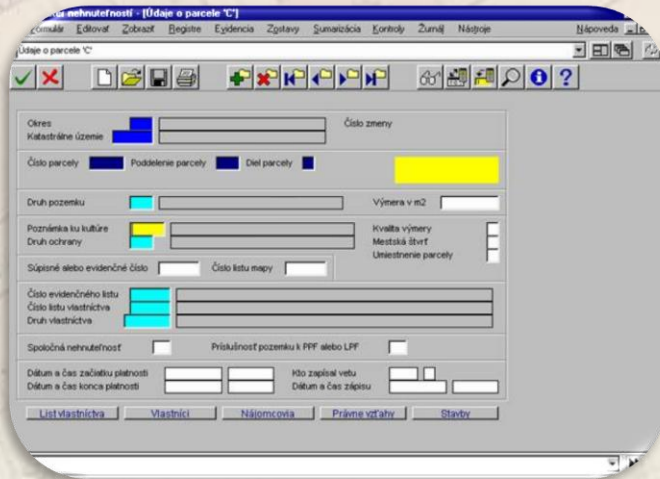 nehnuteľností - [Údaje o parcele 'C']
Formulár Editovať Zobraziť Registre Evidencia Zostavy Sumarizácia Kontroly Žurnál Nástroje Nápoveda
Údaje o parcele 'C'
Okres Číslo zmeny
Katastrálne územie
Číslo parcely Poddelenie parcely Diel parcely
Druh pozemku Výmera v m2
Poznámka ku kultúre Kvalita výmery
Druh ochrany Mestská štvrť
Umiestnenie parcely
Súpisné alebo evidenčné číslo Číslo listu mapy
Číslo evidenčného listu
Číslo listu vlastníctva
Druh vlastníctva
Spoločná nehnuteľnosť Príslušnosť pozemku k PPF alebo LPF
Dátum a čas začiatku platnosti Kto zapísal vetu
Dátum a čas konca platnosti Dátum a čas zápisu
List vlastníctva Vlastníci Nájomcovia Právne vzťahy Stavby